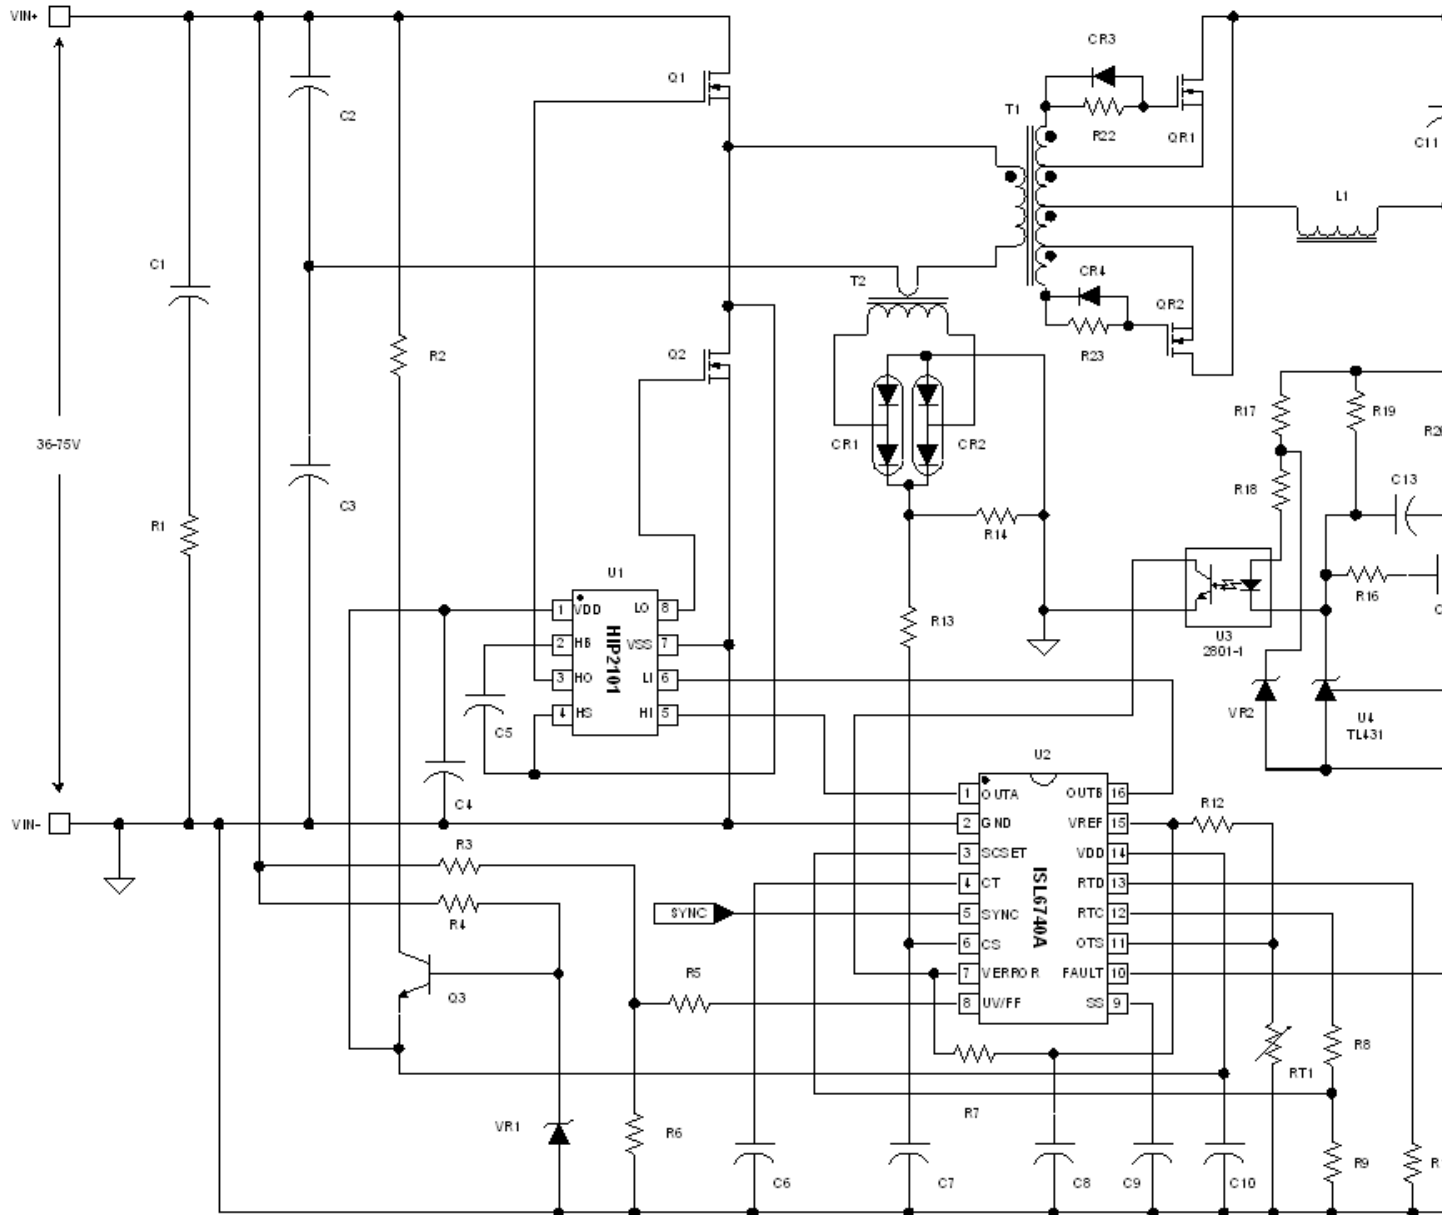 VIN+
CR3
Q1
T1
C2
R22
QR1
C11
L1
C1
T2
CR4
QR2
R2
Q2
R23
R17
R19
36-75V
CR1
CR2
R18
C13
C3
R1
R14
U1
R16
1 VDD LO 8
2 HB VSS 7
3 HO LI 6
4 HS HI 5
HIP2101
R13
U3
2801-1
C5
VR2
U4
TL431
U2
C4
VIN-
R12
1 OUTA OUTB 16
2 GND VREF 15
3 SCSET VDD 14
4 CT RTD 13
5 SYNC RTC 12
6 CS OTS 11
7 VERROR FAULT 10
8 UV/FF SS 9
ISL6740A
R3
R4
SYNC
Q3
R5
R8
RT1
R7
VR1
R6
C6
C7
C8
C9
C10
R9